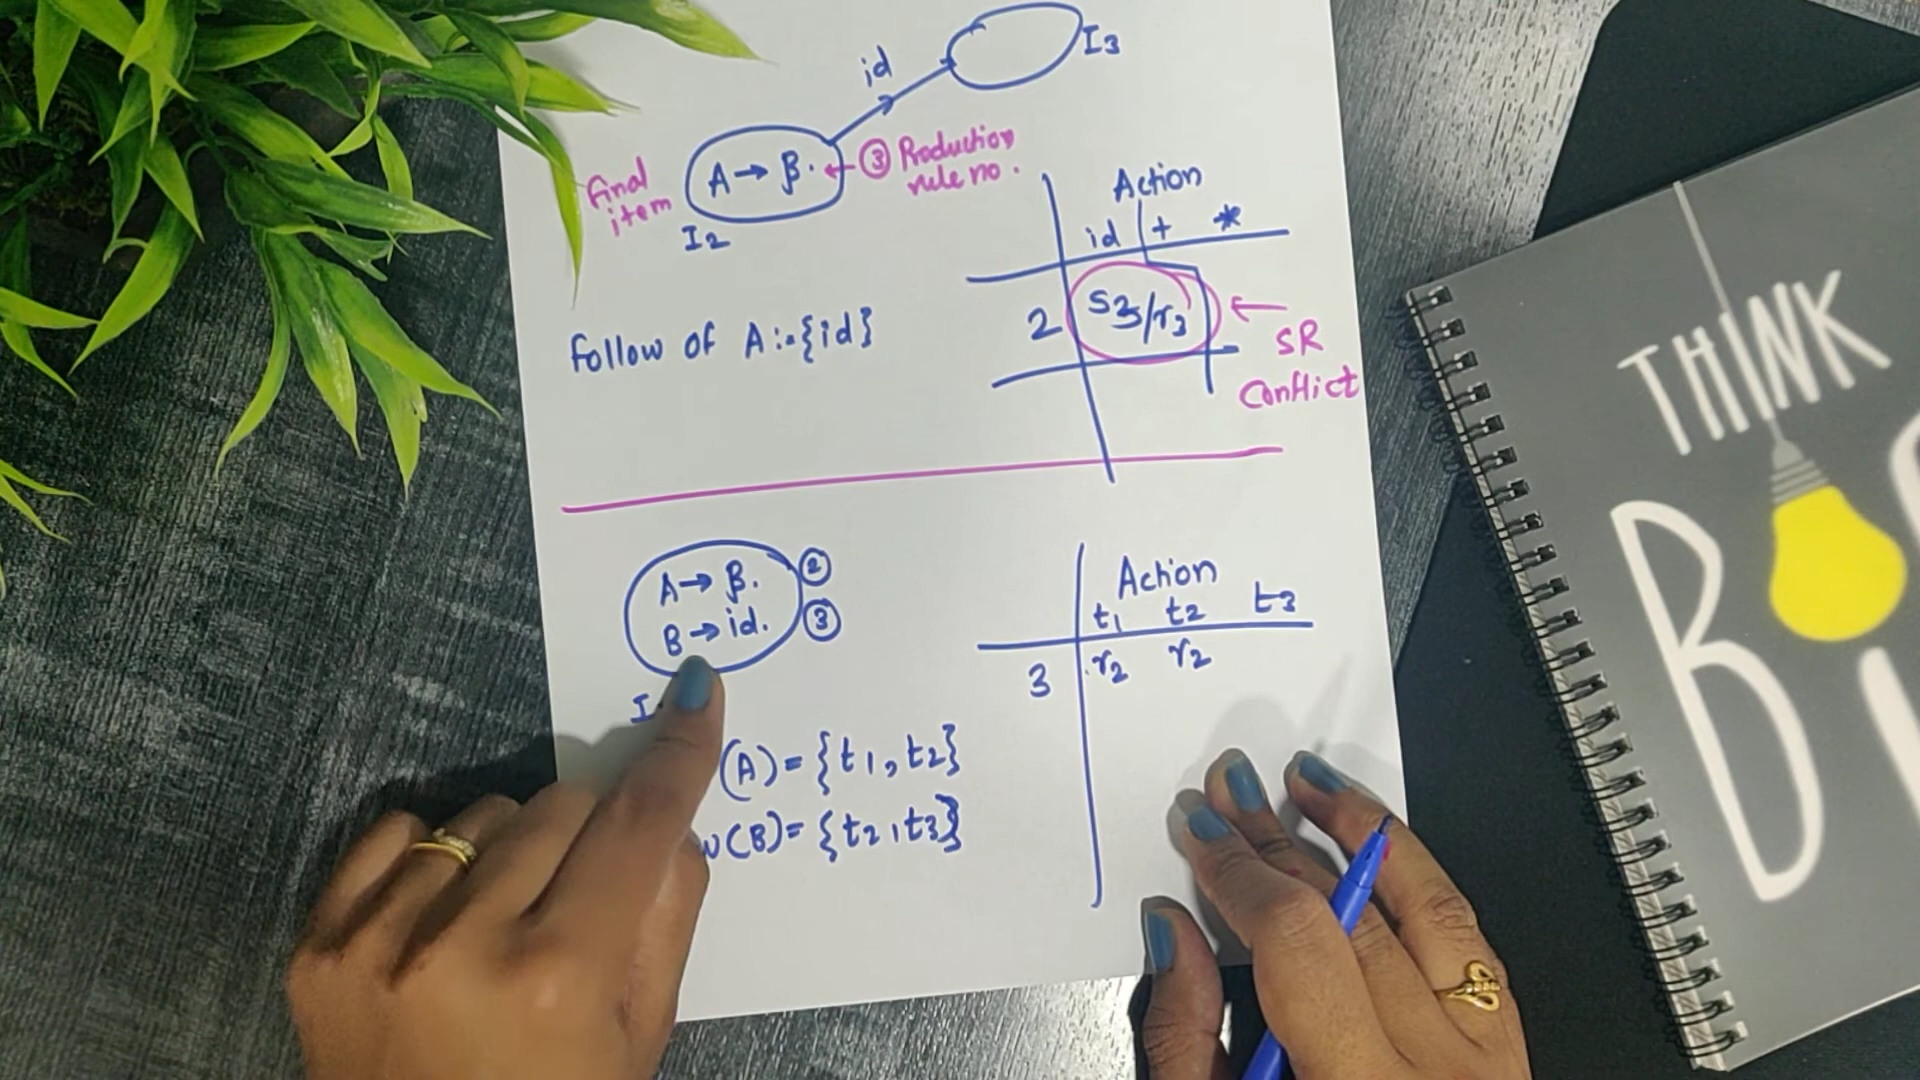 id
I3
A → β.
← ③ Production
rule no.
final
item
I2
Action
id + *
2 S3/r3
←
SR
Conflict
Follow of A :- {id}
A → β. ②
B → id. ③
I
(A) = {t1, t2}
w(B) = {t2, t3}
Action
t1 t2 t3
3 r2 r2
THINK